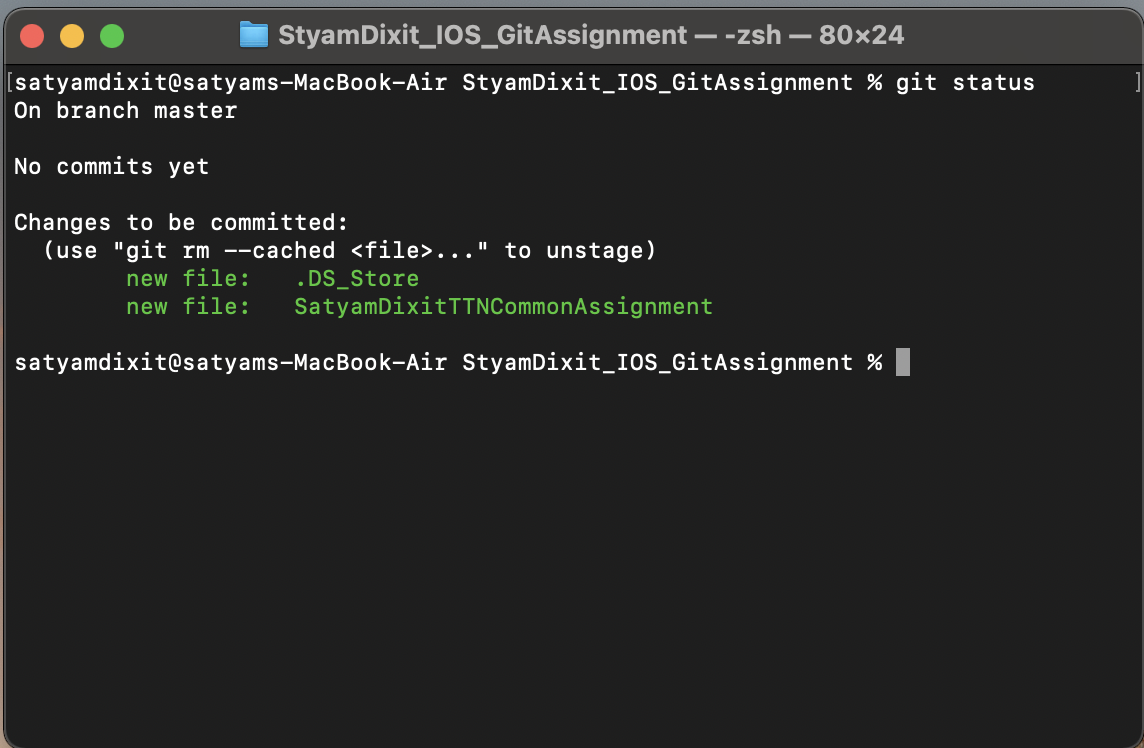 StyamDixit_IOS_GitAssignment — -zsh — 80×24
[satyamdixit@satyams-MacBook-Air StyamDixit_IOS_GitAssignment % git status ]
On branch master
No commits yet
Changes to be committed:
(use "git rm --cached <file>..." to unstage)
new file: .DS_Store
new file: SatyamDixitTTNCommonAssignment
satyamdixit@satyams-MacBook-Air StyamDixit_IOS_GitAssignment %